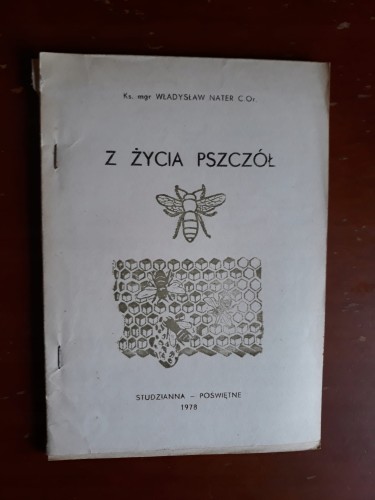 Ks. mgr WŁADYSŁAW NATER C.Or.
Z ŻYCIA PSZCZÓŁ
STUDZIANNA – POŚWIĘTNE
1978